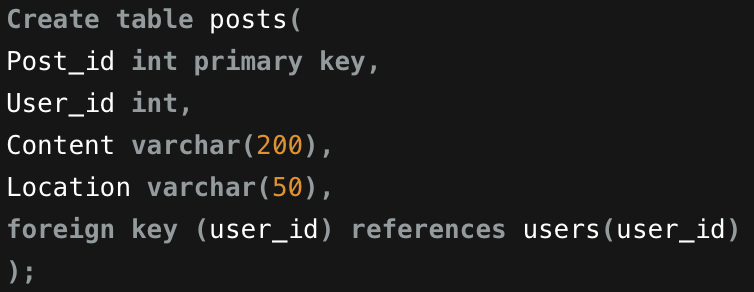 Create table posts(
Post_id int primary key,
User_id int,
Content varchar(200),
Location varchar(50),
foreign key (user_id) references users(user_id)
);